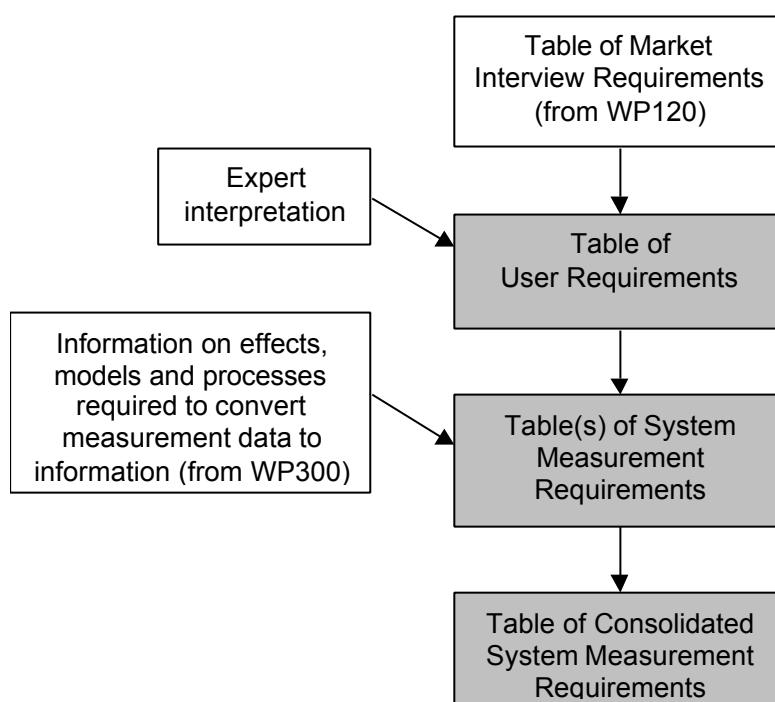 Table of Market
Interview Requirements
(from WP120)
Expert
interpretation
Table of
User Requirements
Information on effects,
models and processes
required to convert
measurement data to
information (from WP300)
Table(s) of System
Measurement
Requirements
Table of Consolidated
System Measurement
Requirements